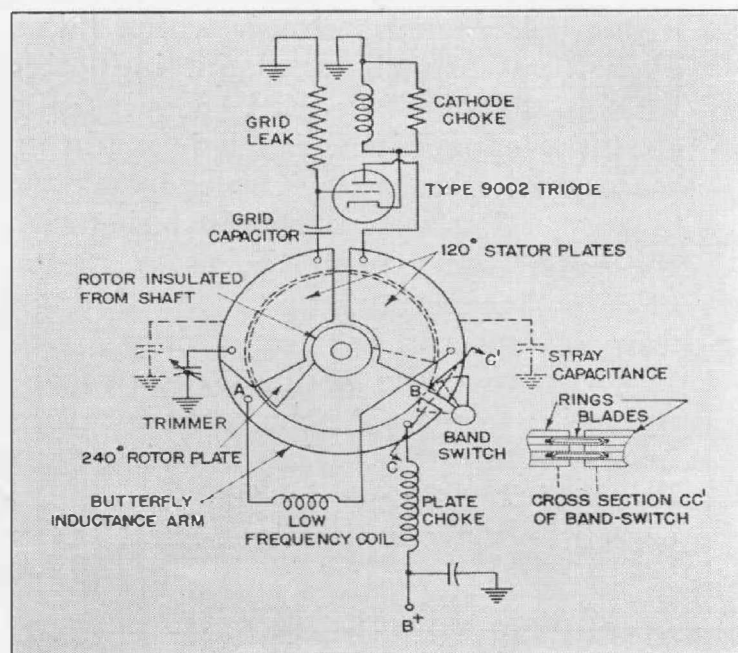 GRID
LEAK
CATHODE
CHOKE
TYPE 9002 TRIODE
GRID
CAPACITOR
120° STATOR PLATES
ROTOR INSULATED
FROM SHAFT
C'
STRAY
CAPACITANCE
A
B
TRIMMER
BAND
SWITCH
RINGS
BLADES
240° ROTOR PLATE
C
BUTTERFLY
INDUCTANCE ARM
LOW
FREQUENCY COIL
PLATE
CHOKE
CROSS SECTION CC'
OF BAND-SWITCH
B+